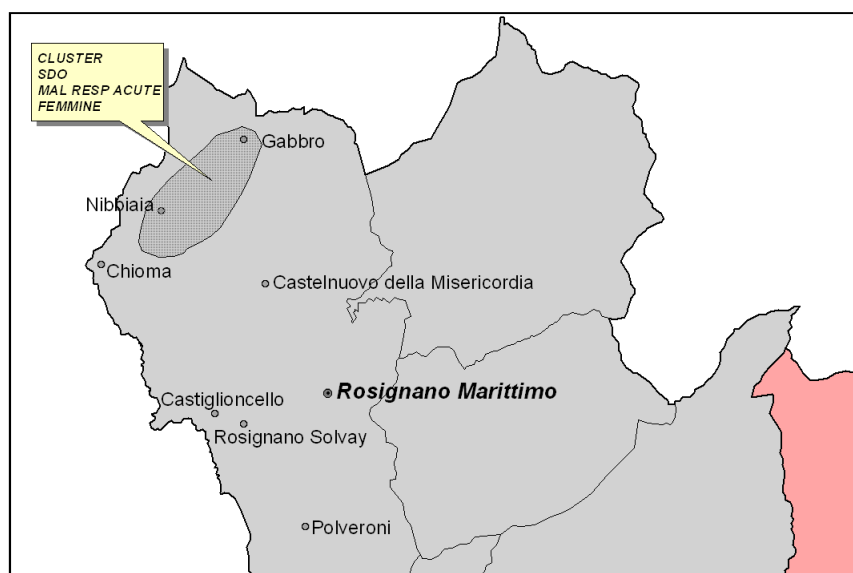 CLUSTER
SDO
MAL RESP ACUTE
FEMMINE
Gabbro
Nibbiaia
Chioma
Castelnuovo della Misericordia
Rosignano Marittimo
Castiglioncello
Rosignano Solvay
Polveroni